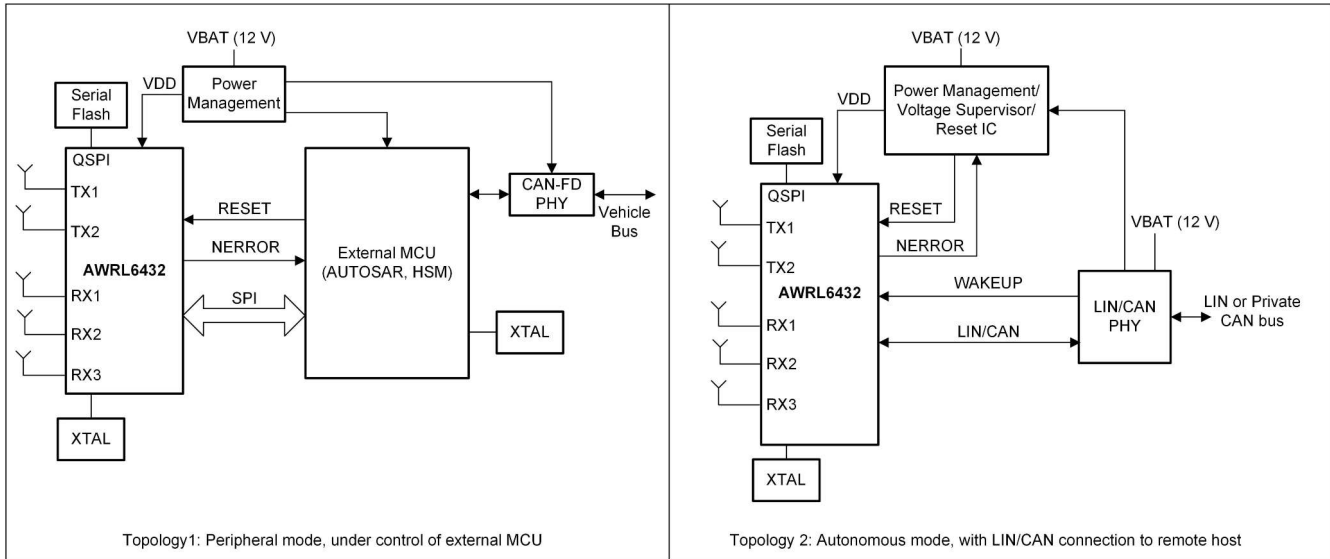 VBAT (12 V)
Power
Management
VDD
Serial
Flash
QSPI
TX1
TX2
AWRL6432
RX1
RX2
RX3
XTAL
RESET
NERROR
SPI
External MCU
(AUTOSAR, HSM)
XTAL
CAN-FD
PHY
Vehicle
Bus
Topology1: Peripheral mode, under control of external MCU
VBAT (12 V)
Power Management/
Voltage Supervisor/
Reset IC
VDD
Serial
Flash
QSPI
TX1
TX2
AWRL6432
RX1
RX2
RX3
XTAL
RESET
NERROR
WAKEUP
LIN/CAN
VBAT (12 V)
LIN/CAN
PHY
LIN or Private
CAN bus
Topology 2: Autonomous mode, with LIN/CAN connection to remote host